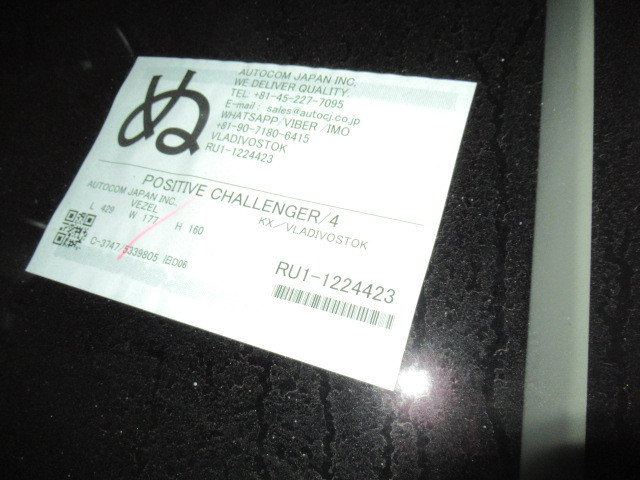 ぬ
AUTOCOM JAPAN INC.
WE DELIVER QUALITY
TEL: +81-45-227-7095
E-mail : sales@autocj.co.jp
WHATSAPP/VIBER /IMO
+81-90-7180-6415
VLADIVOSTOK
RU1-1224423
POSITIVE CHALLENGER/4
AUTOCOM JAPAN INC.
VEZEL
KX/VLADIVOSTOK
L 429 W 177 H 160
C-3747 5339805
RU1-1224423